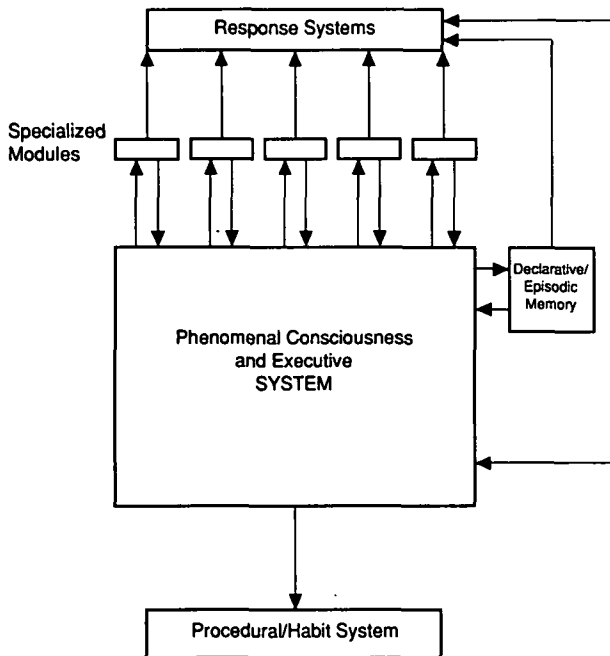 Response Systems
Specialized
Modules
Declarative/
Episodic
Memory
Phenomenal Consciousness
and Executive
SYSTEM
Procedural/Habit System